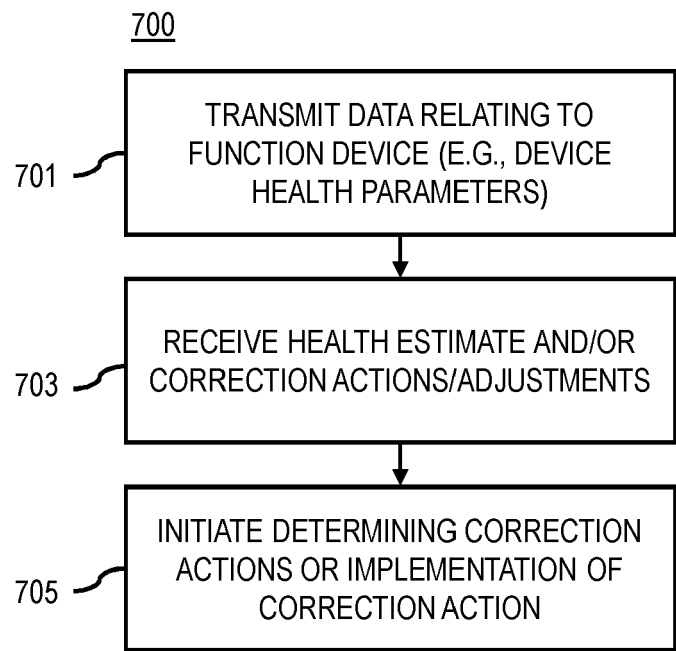 700
TRANSMIT DATA RELATING TO
FUNCTION DEVICE (E.G., DEVICE
HEALTH PARAMETERS)
701
RECEIVE HEALTH ESTIMATE AND/OR
CORRECTION ACTIONS/ADJUSTMENTS
703
INITIATE DETERMINING CORRECTION
ACTIONS OR IMPLEMENTATION OF
CORRECTION ACTION
705